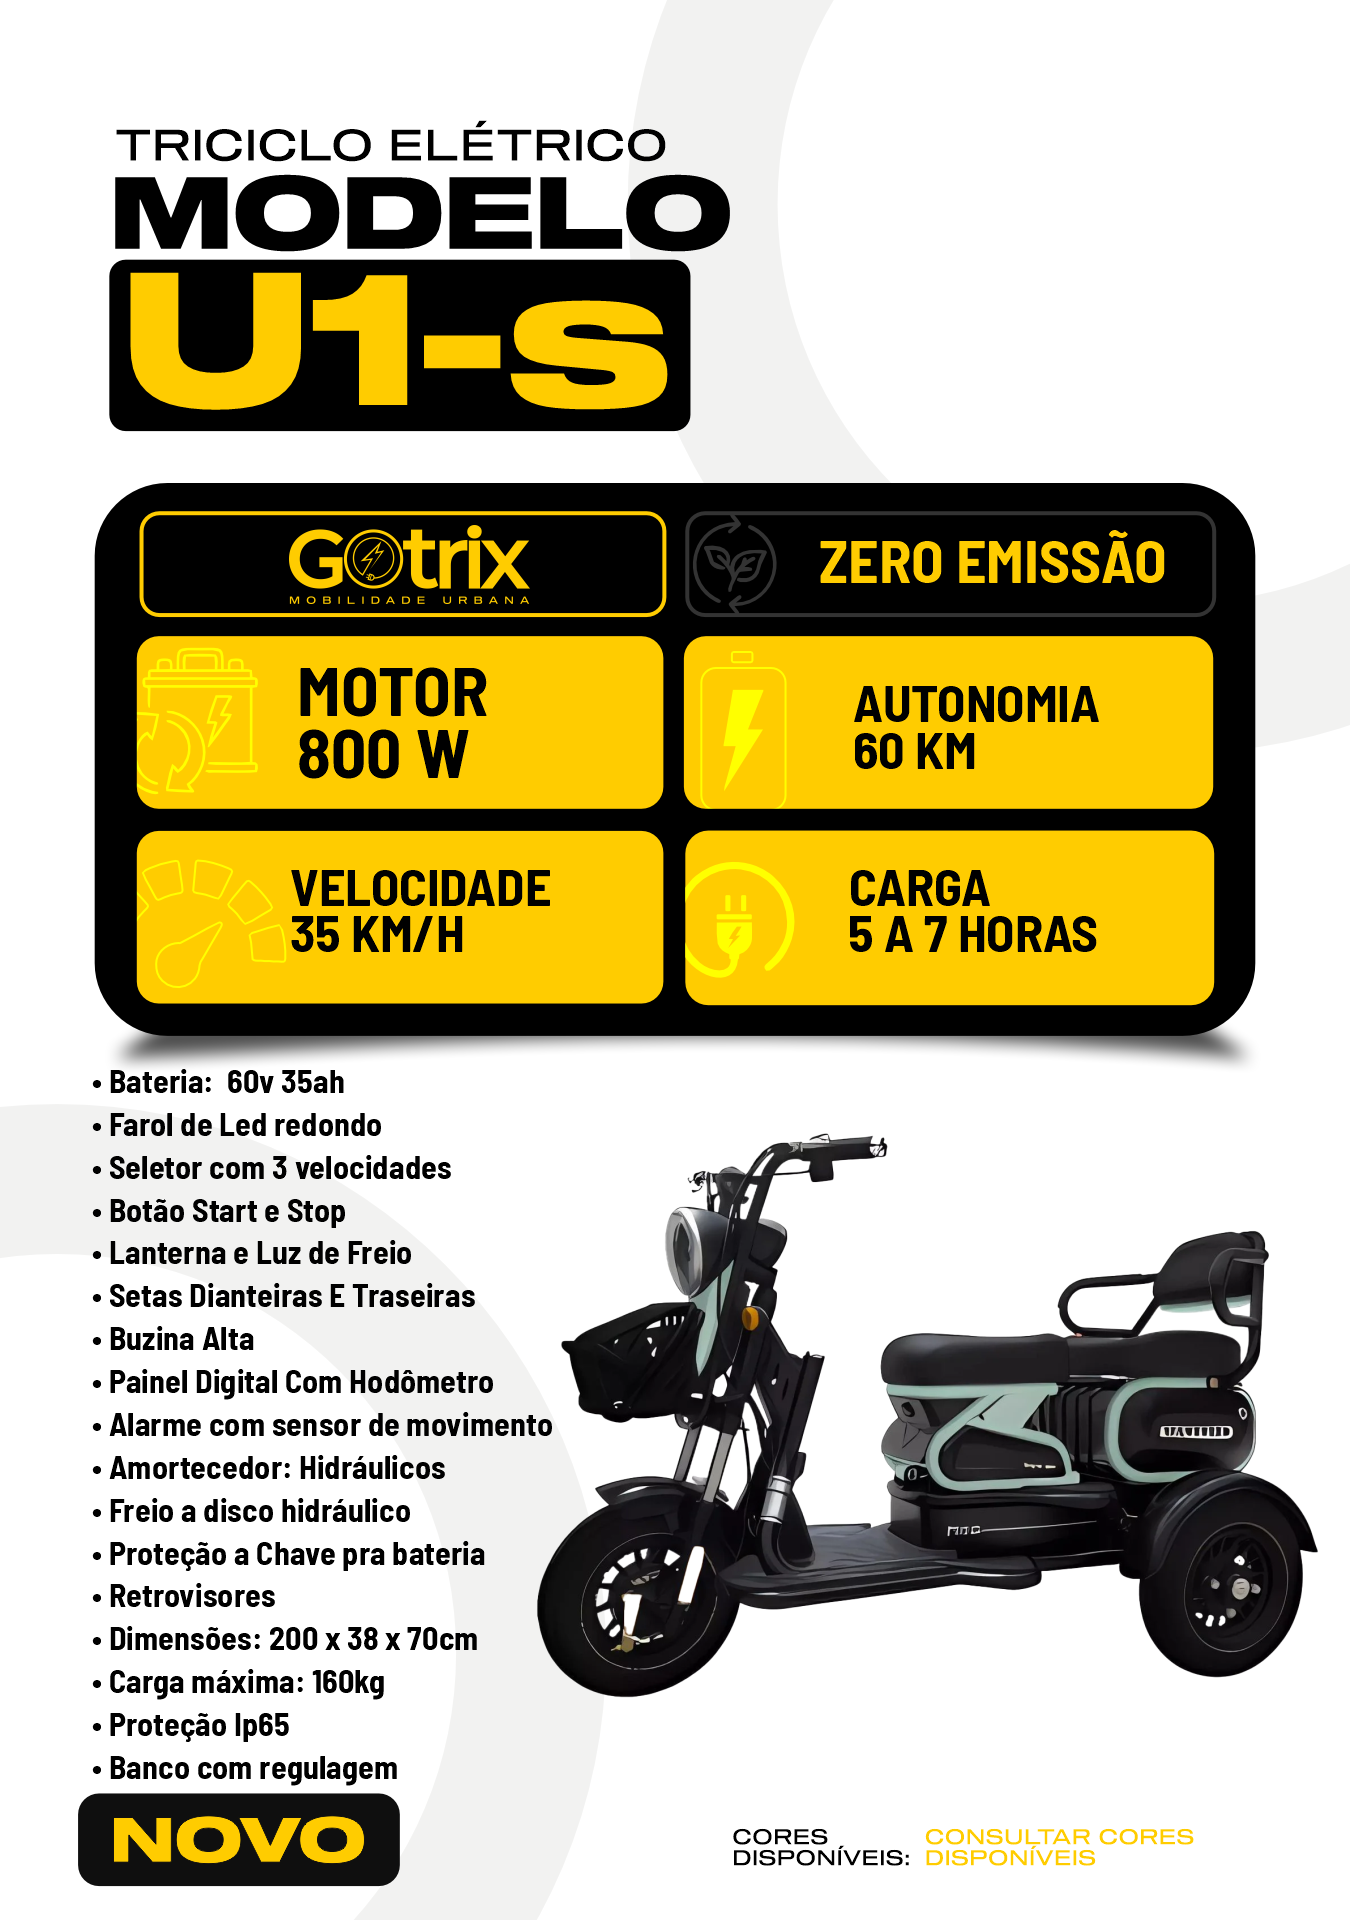 TRICICLO ELÉTRICO
MODELO
U1-s
GOtrix
MOBILIDADE URBANA
ZERO EMISSÃO
MOTOR
800 W
AUTONOMIA
60 KM
VELOCIDADE
35 KM/H
CARGA
5 A 7 HORAS
• Bateria:  60v 35ah
• Farol de Led redondo
• Seletor com 3 velocidades
• Botão Start e Stop
• Lanterna e Luz de Freio
• Setas Dianteiras E Traseiras
• Buzina Alta
• Painel Digital Com Hodômetro
• Alarme com sensor de movimento
• Amortecedor: Hidráulicos
• Freio a disco hidráulico
• Proteção a Chave pra bateria
• Retrovisores
• Dimensões: 200 x 38 x 70cm
• Carga máxima: 160kg
• Proteção Ip65
• Banco com regulagem
NOVO
CORES
DISPONÍVEIS:
CONSULTAR CORES
DISPONÍVEIS